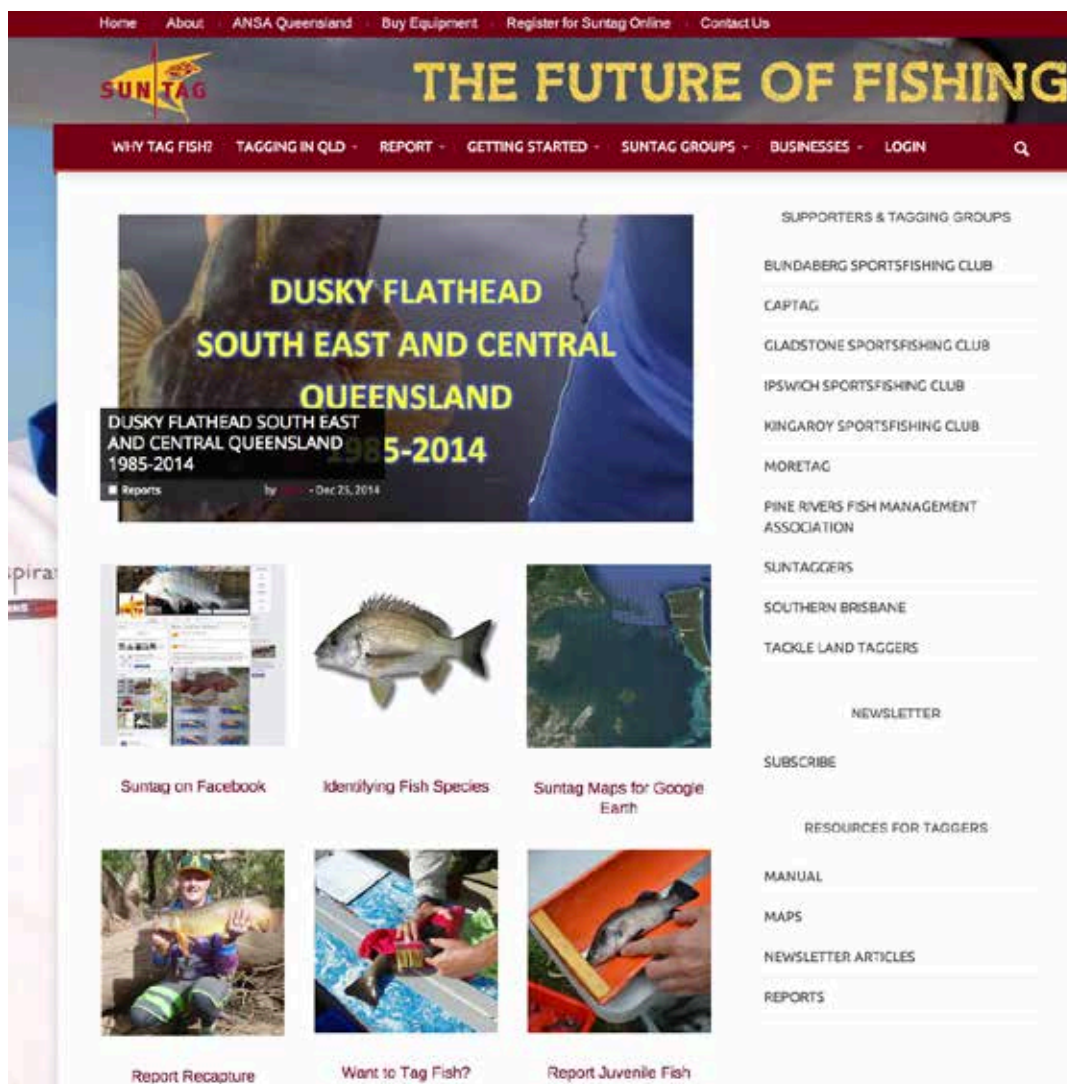 Home About ANSA Queensland Buy Equipment Register for Suntag Online Contact Us
SUNTAG
THE FUTURE OF FISHING
WHY TAG FISH? TAGGING IN QLD REPORT GETTING STARTED SUNTAG GROUPS BUSINESSES LOGIN
DUSKY FLATHEAD
SOUTH EAST AND CENTRAL
QUEENSLAND
1985-2014
DUSKY FLATHEAD SOUTH EAST
AND CENTRAL QUEENSLAND
1985-2014
Reports by - Dec 25, 2014
Suntag on Facebook
Identifying Fish Species
Suntag Maps for Google
Earth
Report Recapture
Want to Tag Fish?
Report Juvenile Fish
SUPPORTERS & TAGGING GROUPS
BUNDABERG SPORTSFISHING CLUB
CAPTAG
GLADSTONE SPORTSFISHING CLUB
IPSWICH SPORTSFISHING CLUB
KINGAROY SPORTSFISHING CLUB
MORETAG
PINE RIVERS FISH MANAGEMENT
ASSOCIATION
SUNTAGGERS
SOUTHERN BRISBANE
TACKLE LAND TAGGERS
NEWSLETTER
SUBSCRIBE
RESOURCES FOR TAGGERS
MANUAL
MAPS
NEWSLETTER ARTICLES
REPORTS